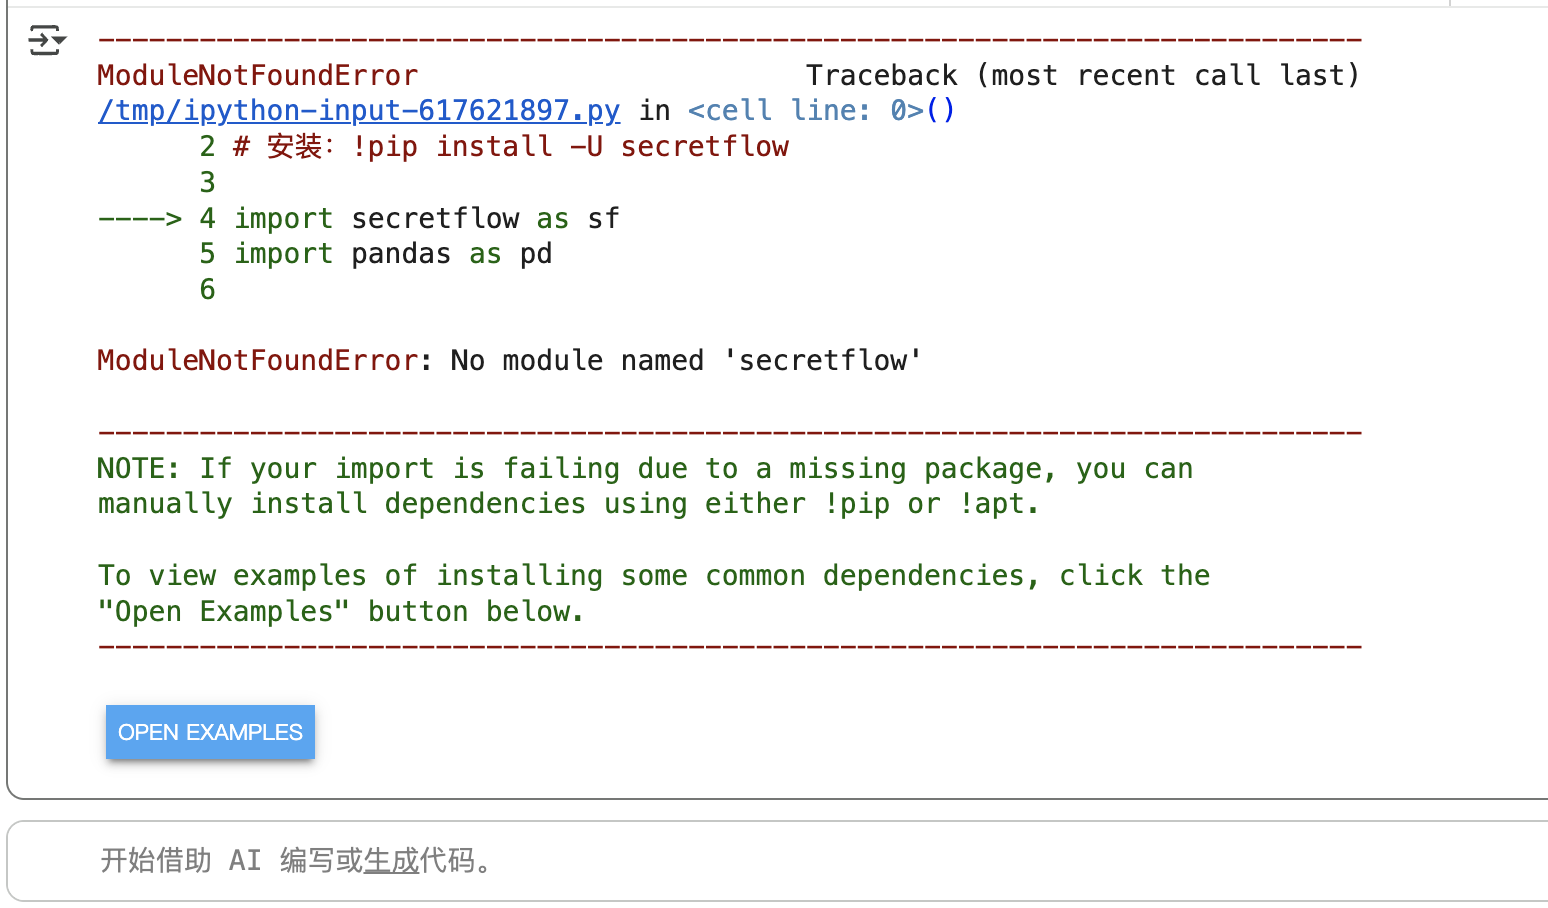 ---------------------------------------------------------------------------
ModuleNotFoundError                       Traceback (most recent call last)
/tmp/ipython-input-617621897.py in <cell line: 0>()
      2 # 安装：!pip install -U secretflow
      3
----> 4 import secretflow as sf
      5 import pandas as pd
      6
ModuleNotFoundError: No module named 'secretflow'
---------------------------------------------------------------------------
NOTE: If your import is failing due to a missing package, you can
manually install dependencies using either !pip or !apt.
To view examples of installing some common dependencies, click the
"Open Examples" button below.
---------------------------------------------------------------------------
OPEN EXAMPLES
开始借助 AI 编写或生成代码。